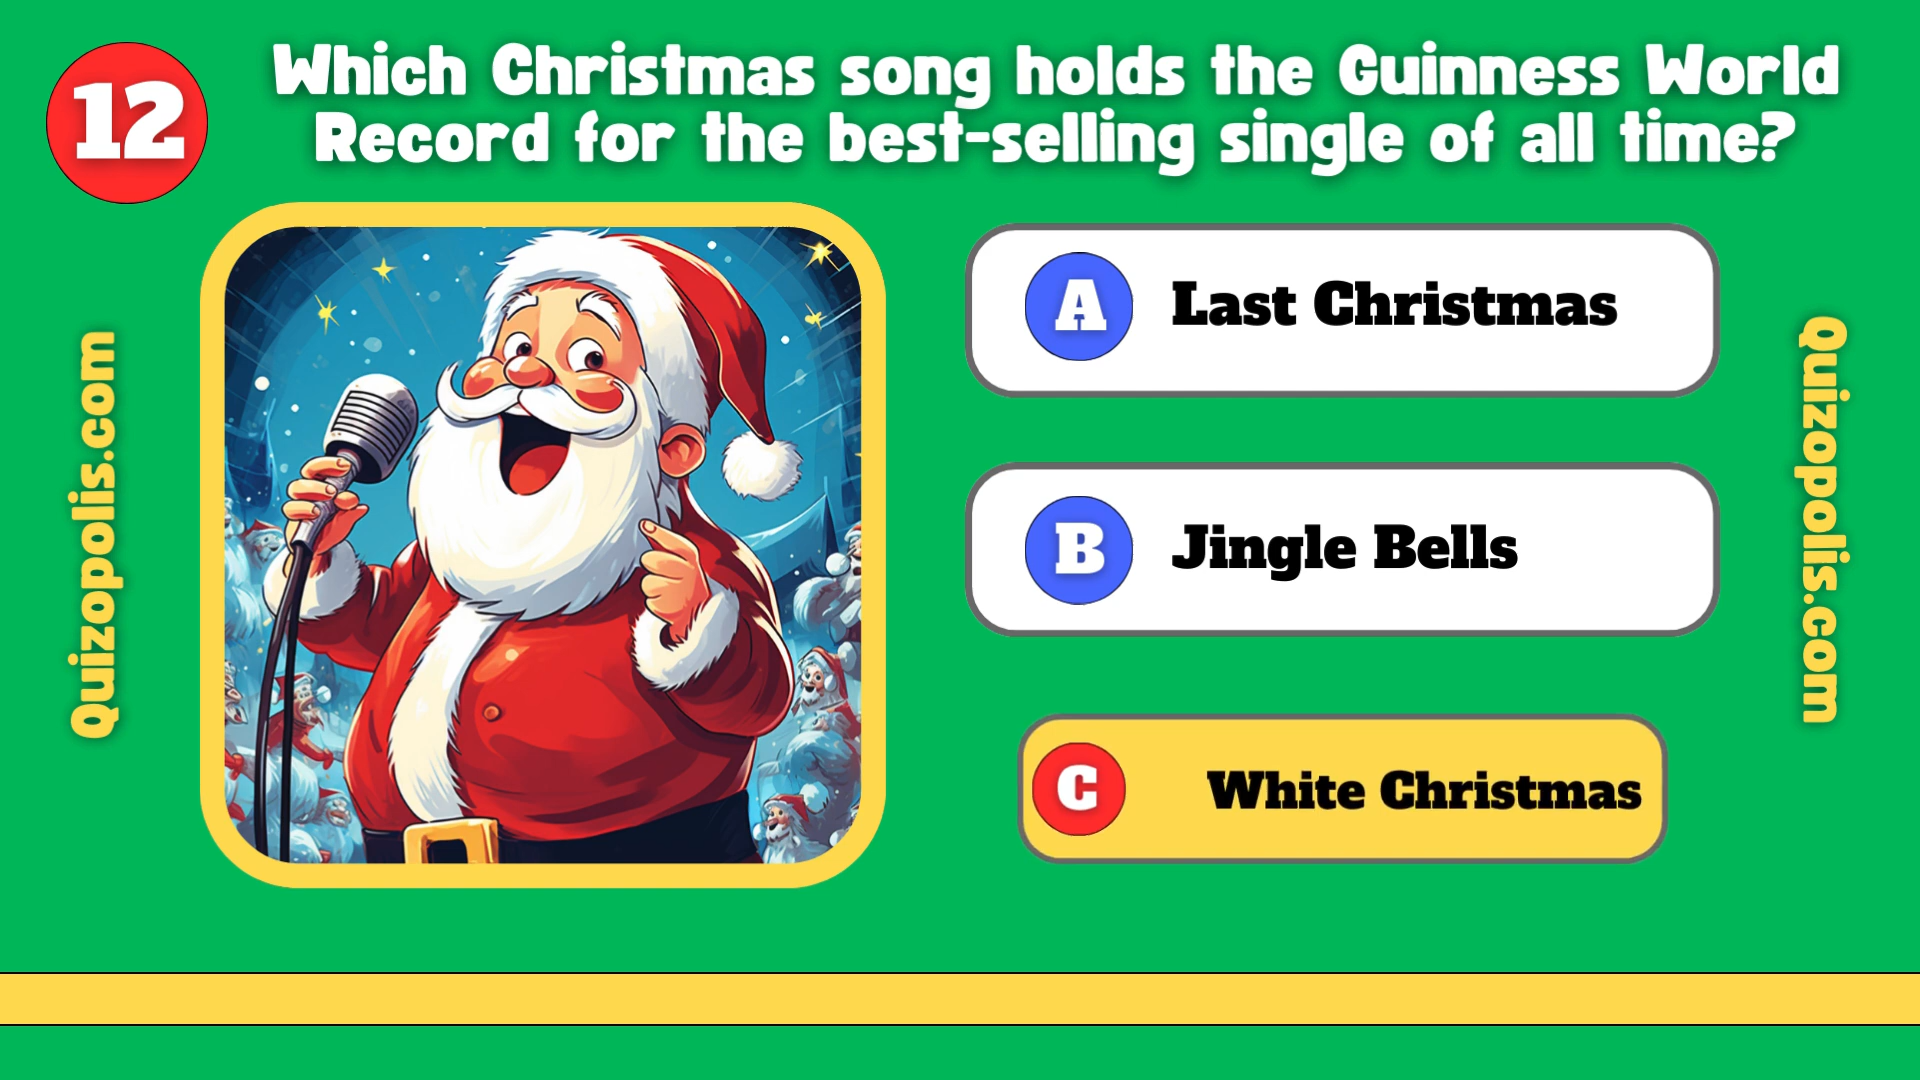 12
Which Christmas song holds the Guinness World
Record for the best-selling single of all time?
Quizopolis.com
A Last Christmas
B Jingle Bells
C White Christmas
Quizopolis.com